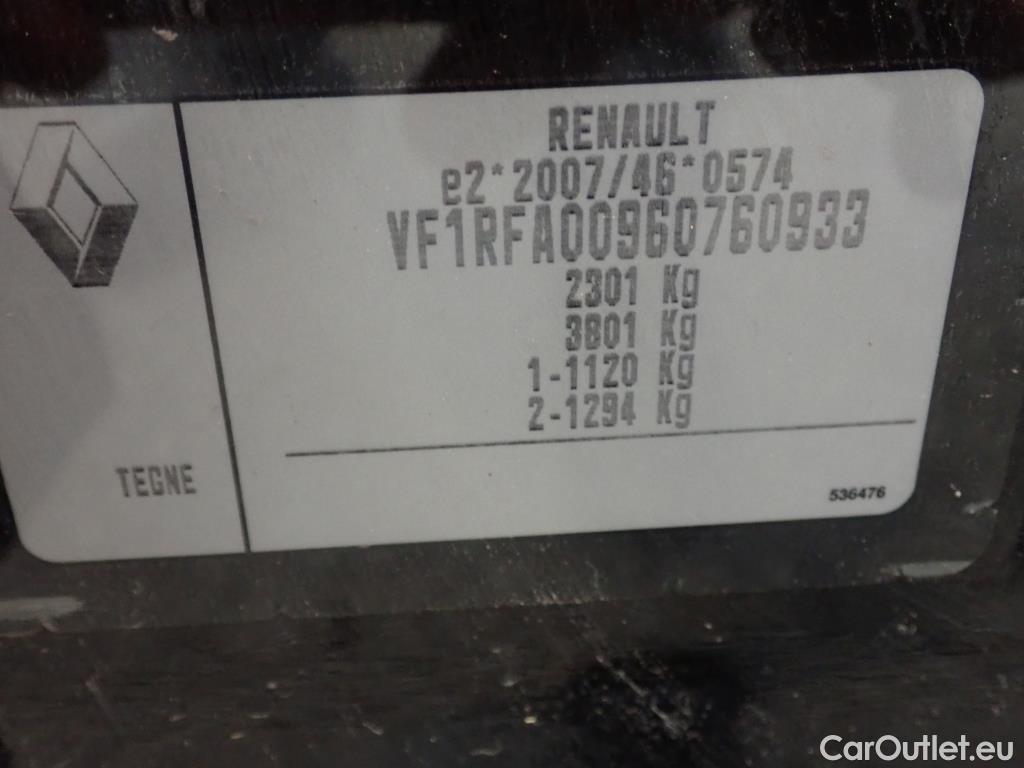 RENAULT
e2*2007/46*0574
VF1RFA00960760933
2301 Kg
3801 Kg
1-1120 Kg
2-1294 Kg
TEGNE
536476
CarOutlet.eu